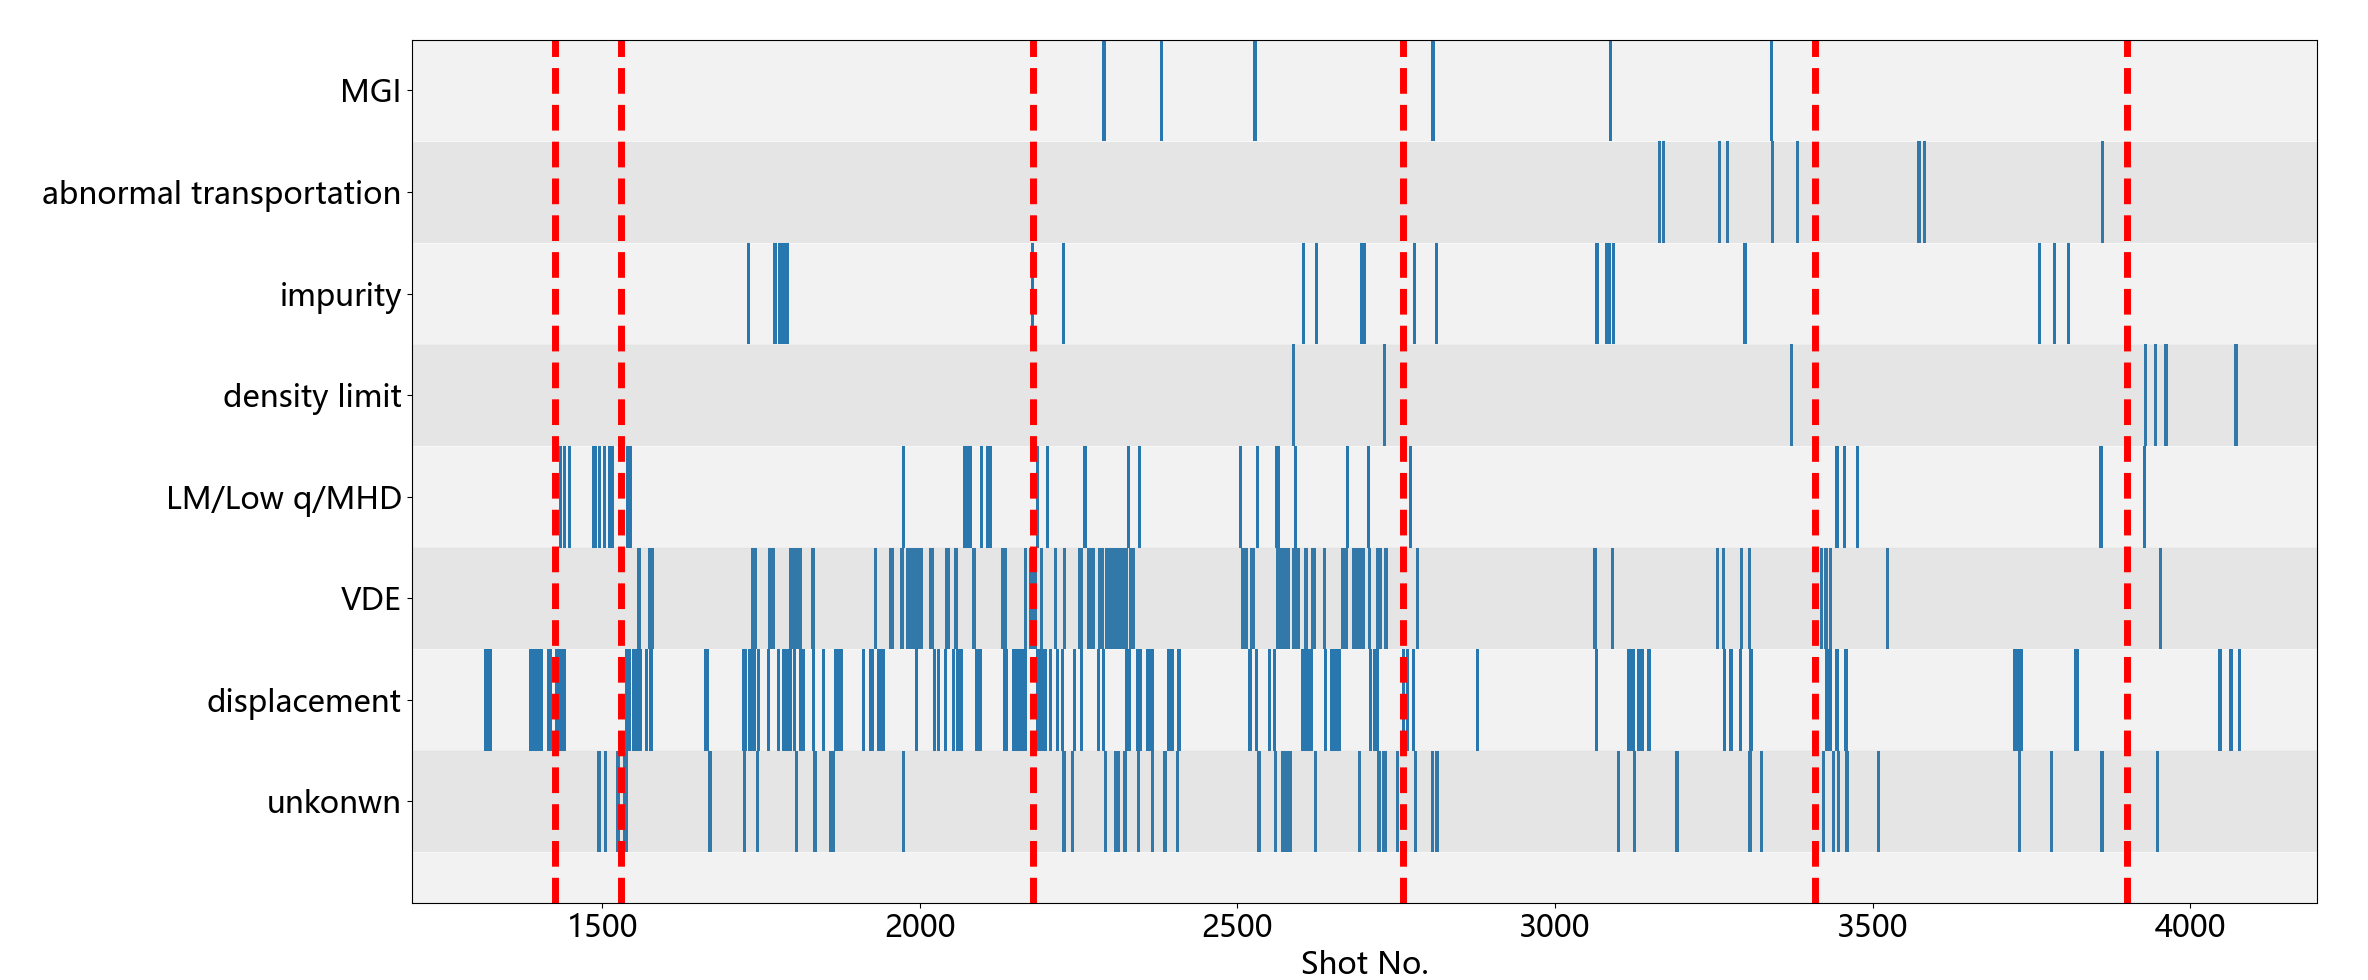 MGI
abnormal transportation
impurity
density limit
LM/Low q/MHD
VDE
displacement
unkonwn
1500 2000 2500 3000 3500 4000
Shot No.